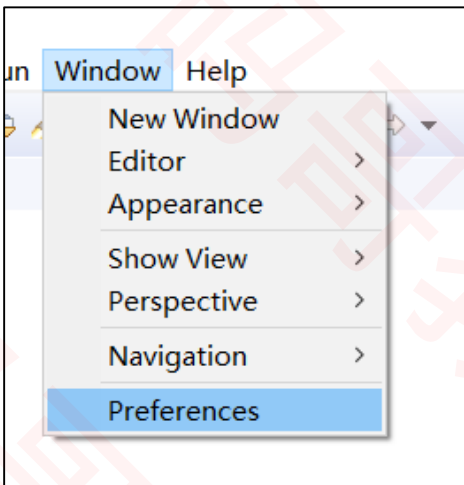 un Window Help
New Window
Editor
Appearance
Show View
Perspective
Navigation
Preferences